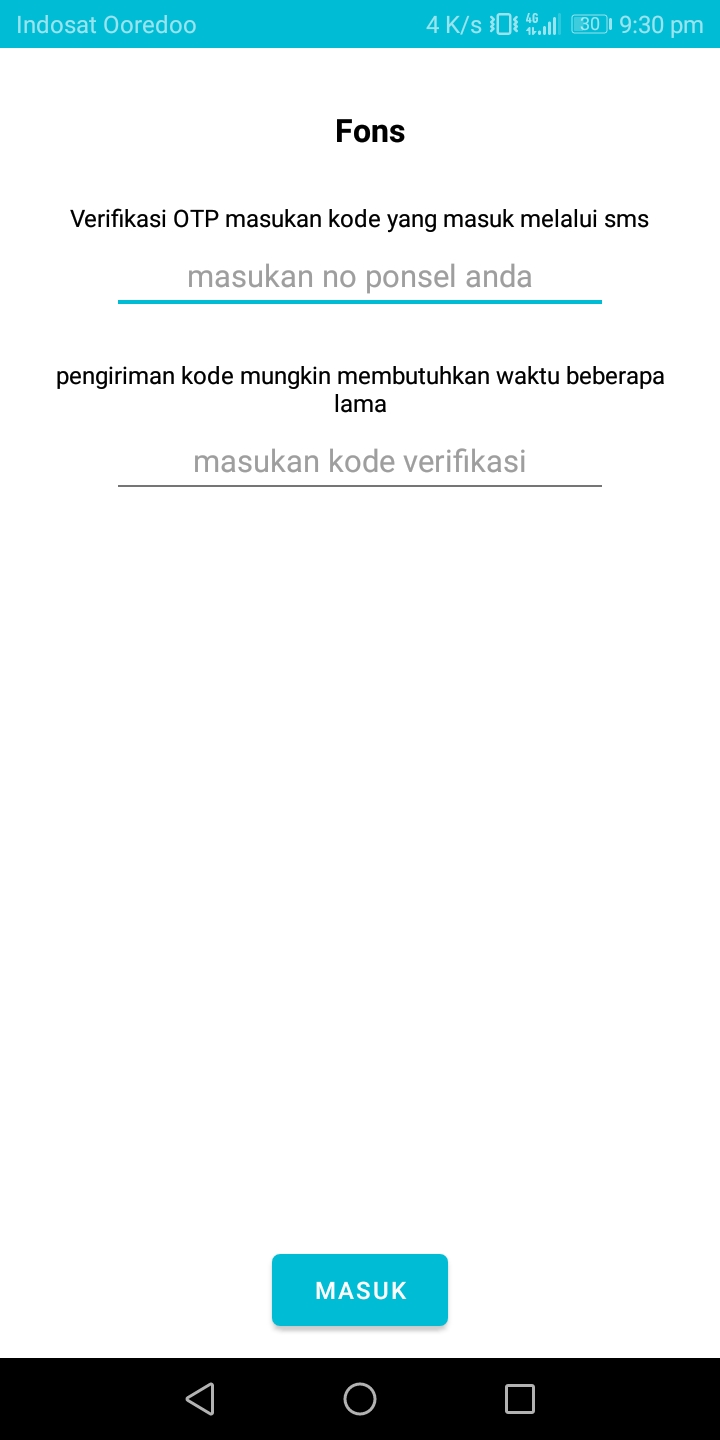 Indosat Ooredoo 4 K/s 4G 30 9:30 pm
Fons
Verifikasi OTP masukan kode yang masuk melalui sms
masukan no ponsel anda
pengiriman kode mungkin membutuhkan waktu beberapa
lama
masukan kode verifikasi
MASUK